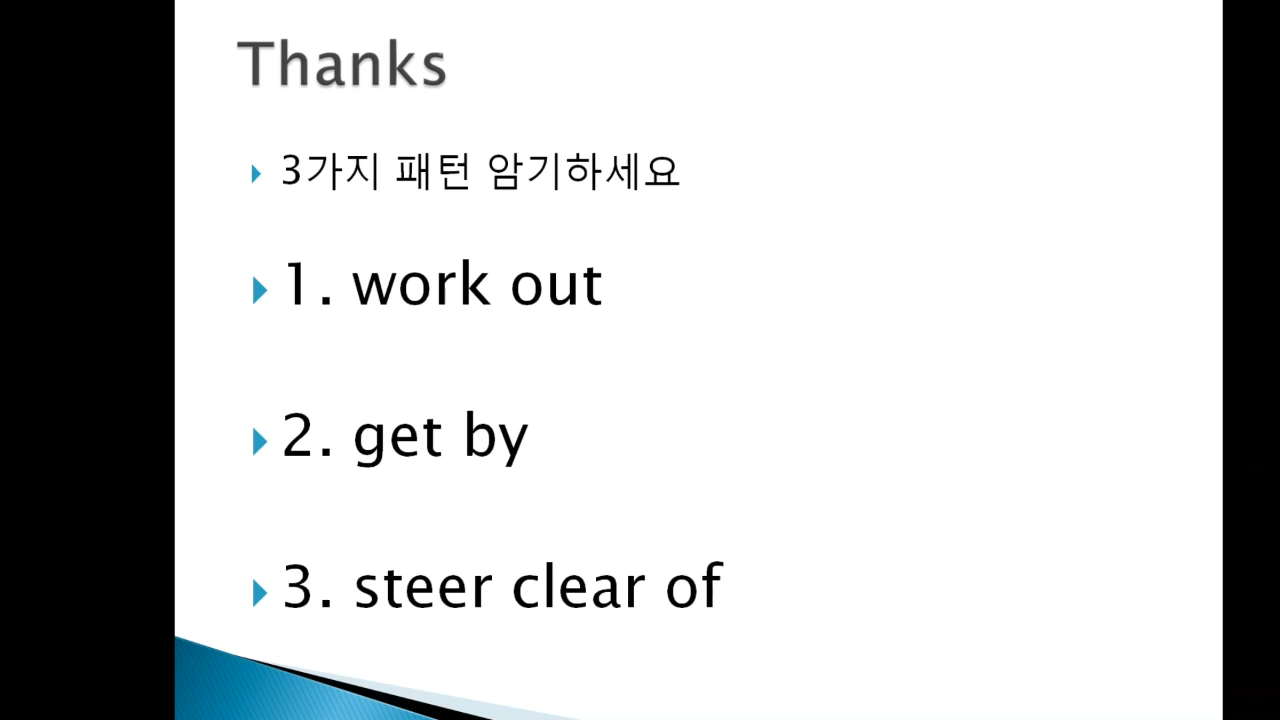 Thanks
3가지 패턴 암기하세요
1. work out
2. get by
3. steer clear of